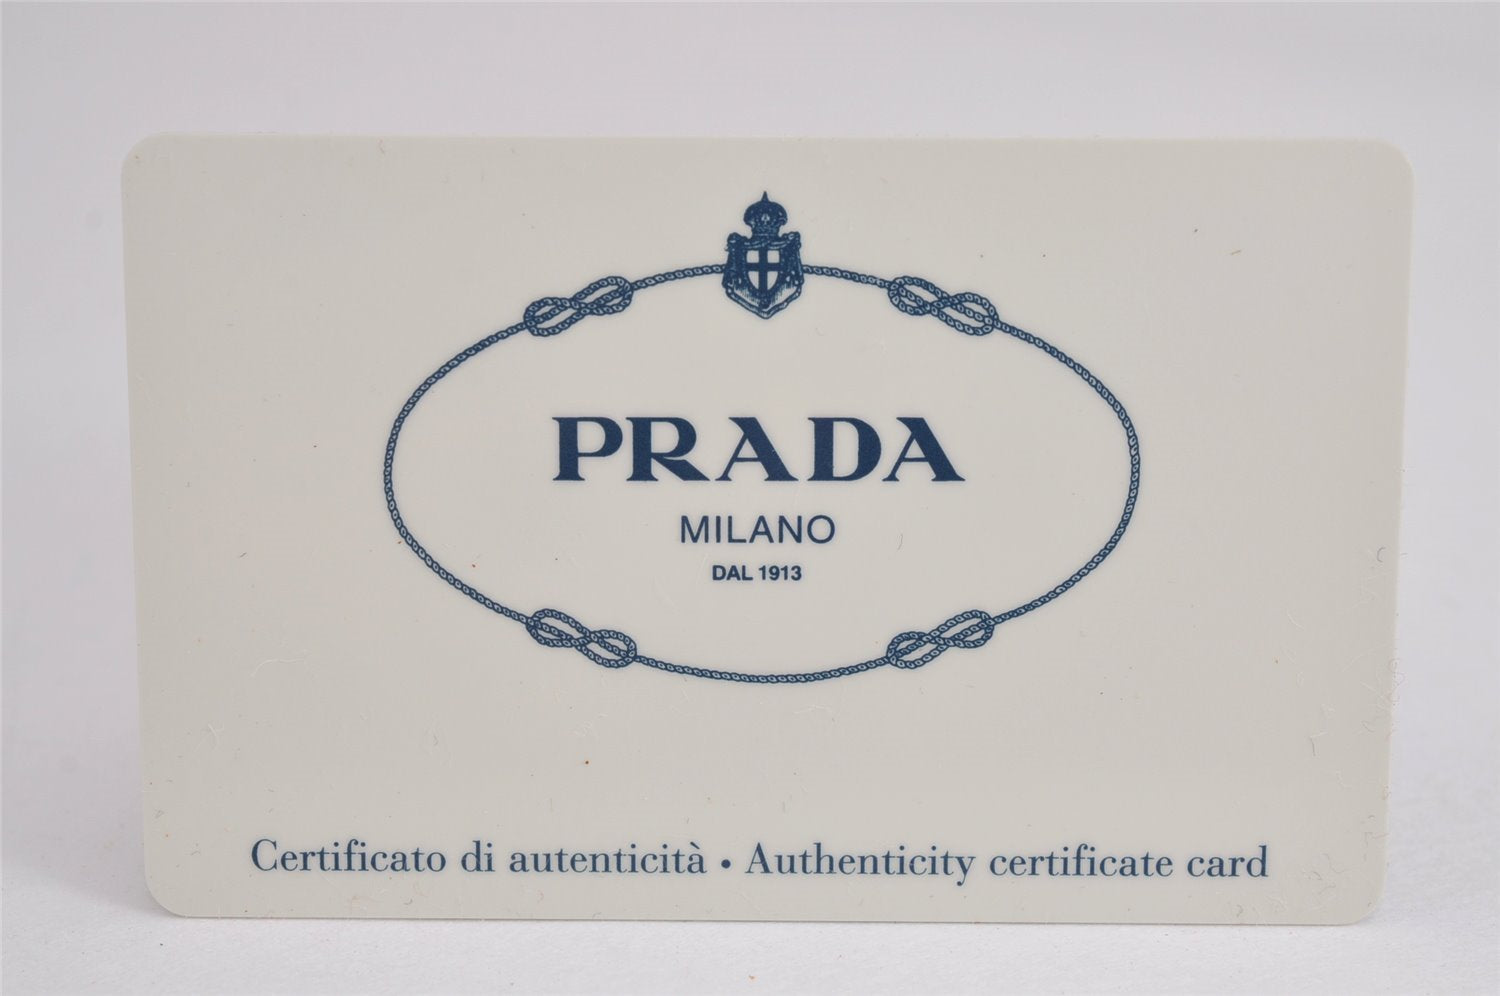 PRADA
MILANO
DAL 1913
Certificato di autenticità • Authenticity certificate card